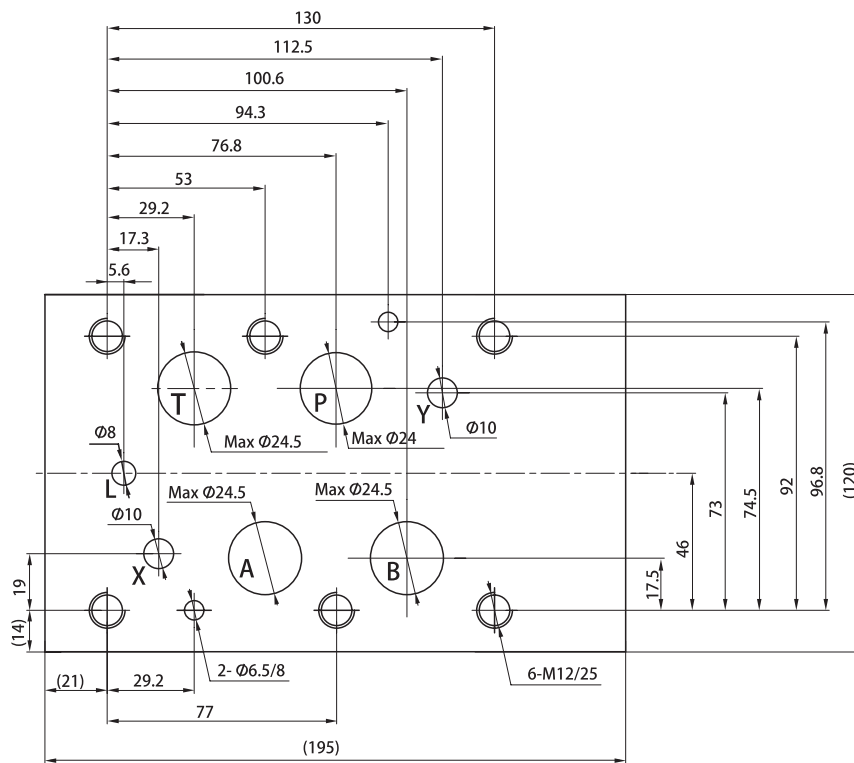 130
112.5
100.6
94.3
76.8
53
29.2
17.3
5.6
T
P
Y
Max Ø24.5
Max Ø24
Ø10
Ø8
L
Max Ø24.5
Max Ø24.5
Ø10
X
A
B
19
(14)
17.5
46
73
74.5
92
96.8
(120)
(21)
29.2
2- Ø6.5/8
6-M12/25
77
(195)